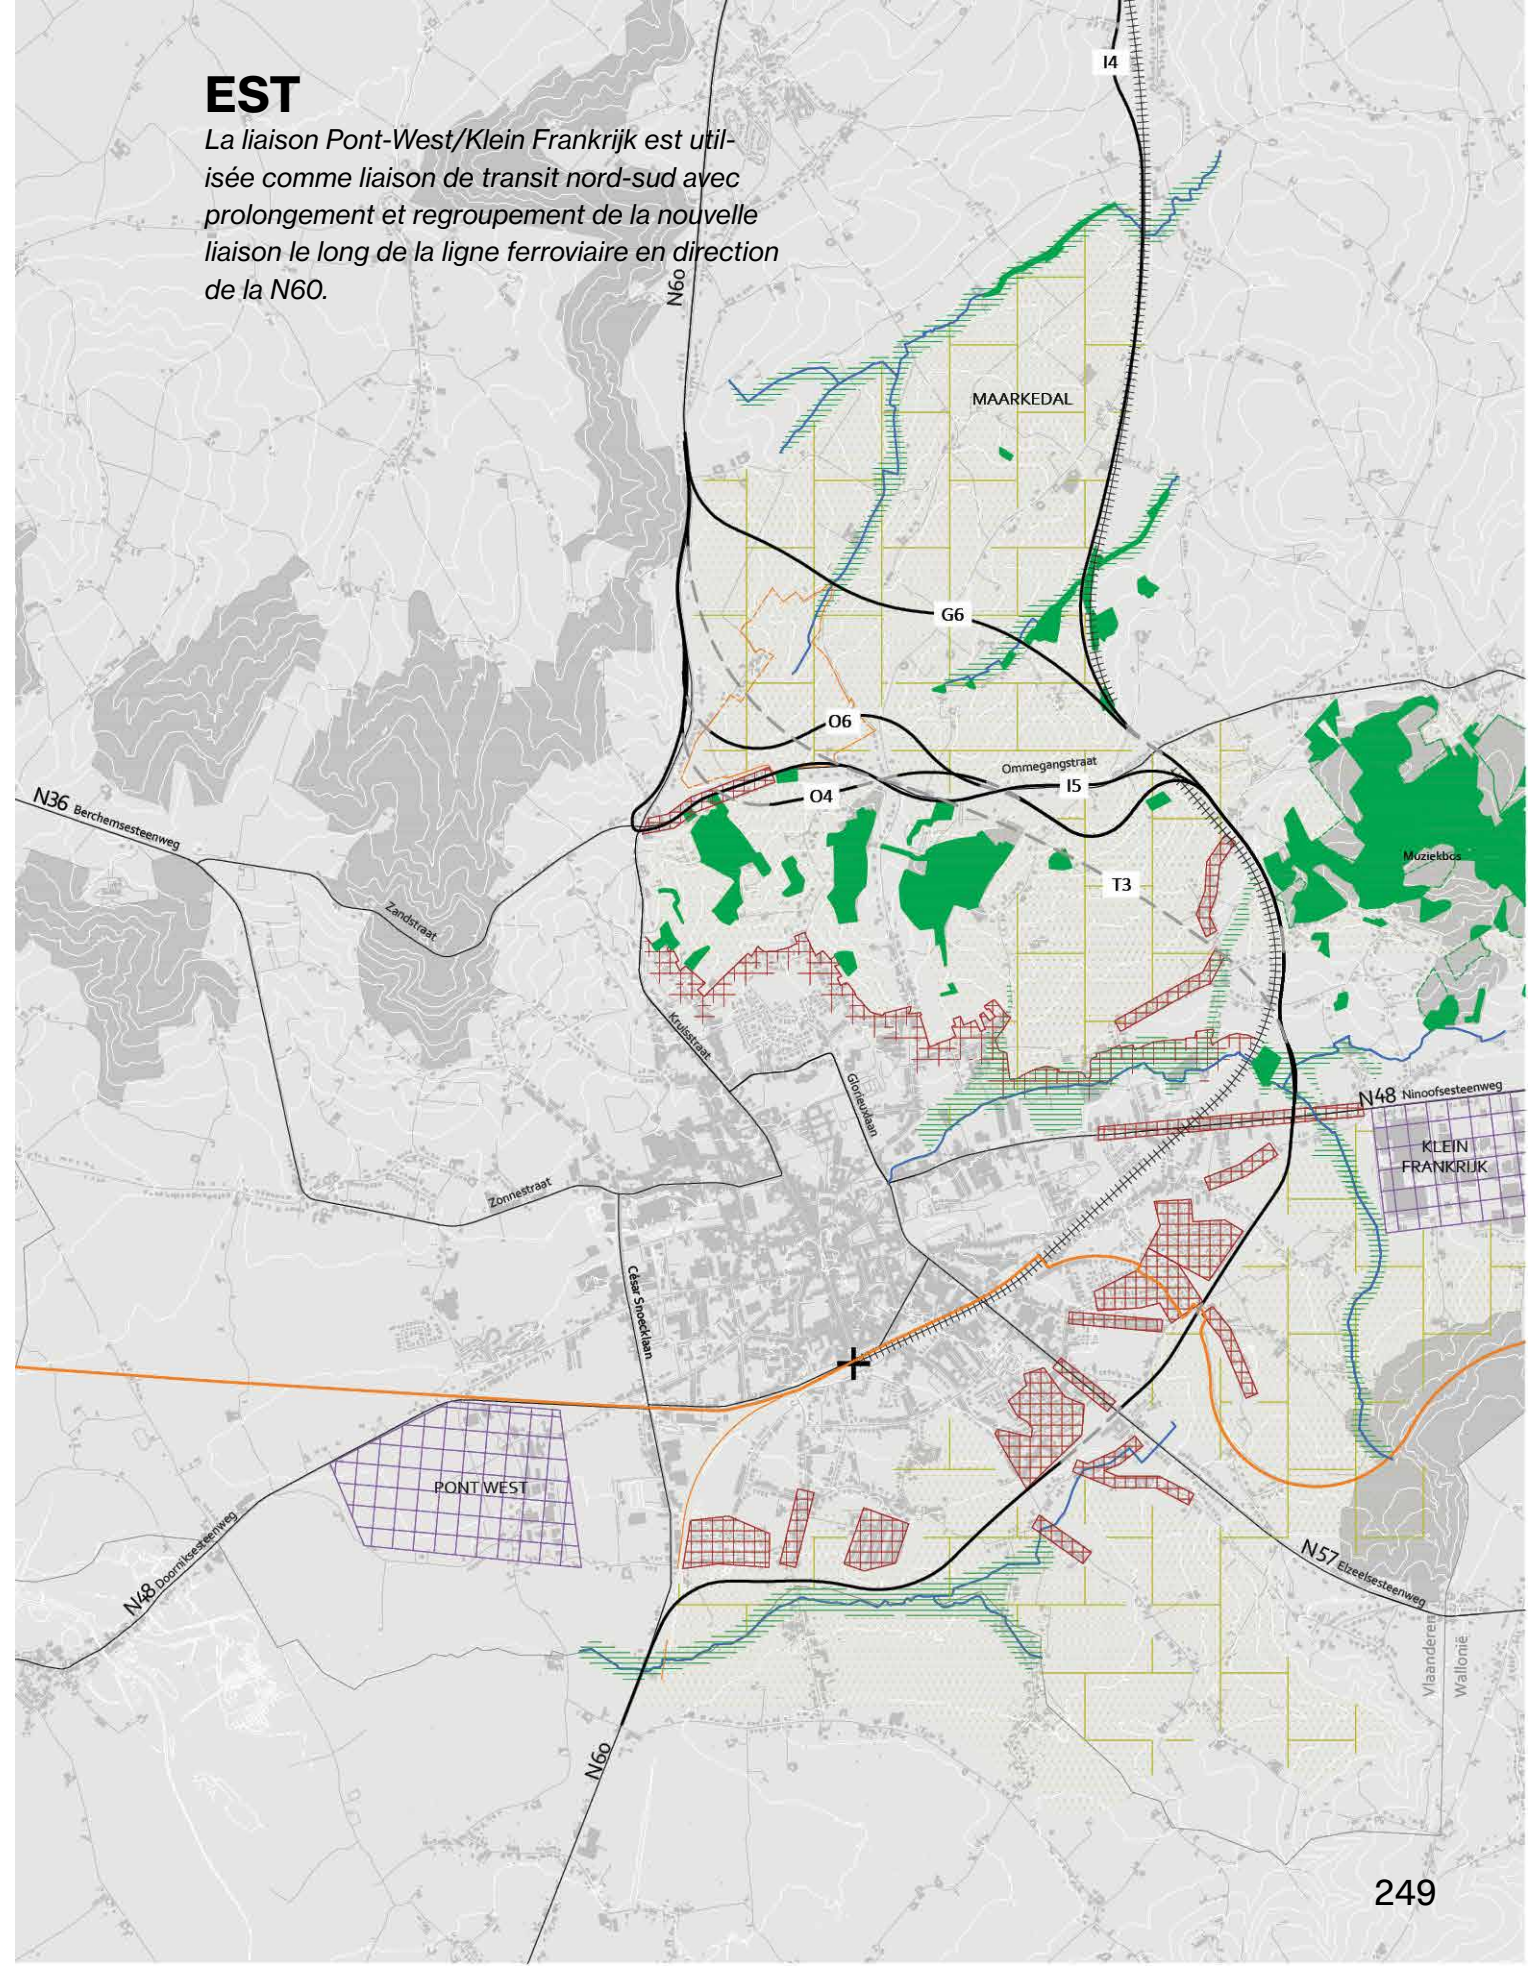 I4
EST
La liaison Pont-West/Klein Frankrijk est util-
isée comme liaison de transit nord-sud avec
prolongement et regroupement de la nouvelle
liaison le long de la ligne ferroviaire en direction
de la N60.
N60
MAARKEDAL
G6
O6
Ommegangstraat
I5
O4
N36 Berchemsesteenweg
Muziekbos
T3
Zandstraat
Kruisstraat
Glorieuxlaan
N48 Ninoofsesteenweg
KLEIN
FRANKRIJK
Zonnestraat
César Snoecklaan
PONT WEST
N48 Doorniksesteenweg
N57 Elzeelsesteenweg
Vlaanderen
Wallonië
N60
249